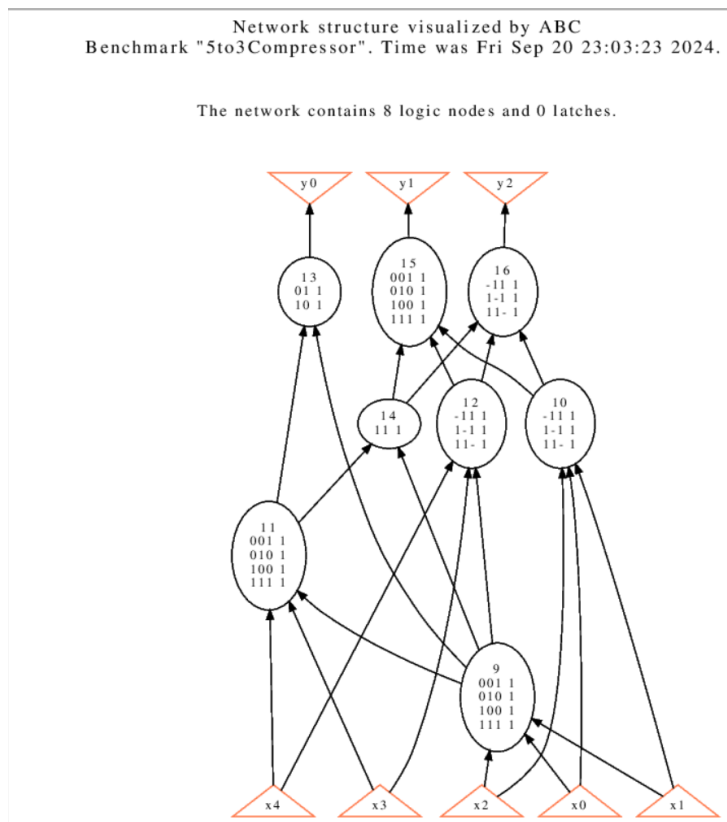 Network structure visualized by ABC
Benchmark "5to3Compressor". Time was Fri Sep 20 23:03:23 2024.
The network contains 8 logic nodes and 0 latches.
y0
y1
y2
13
01 1
10 1
15
001 1
010 1
100 1
111 1
16
-11 1
1-1 1
11- 1
14
11 1
12
-11 1
1-1 1
11- 1
10
-11 1
1-1 1
11- 1
11
001 1
010 1
100 1
111 1
9
001 1
010 1
100 1
111 1
x4
x3
x2
x0
x1